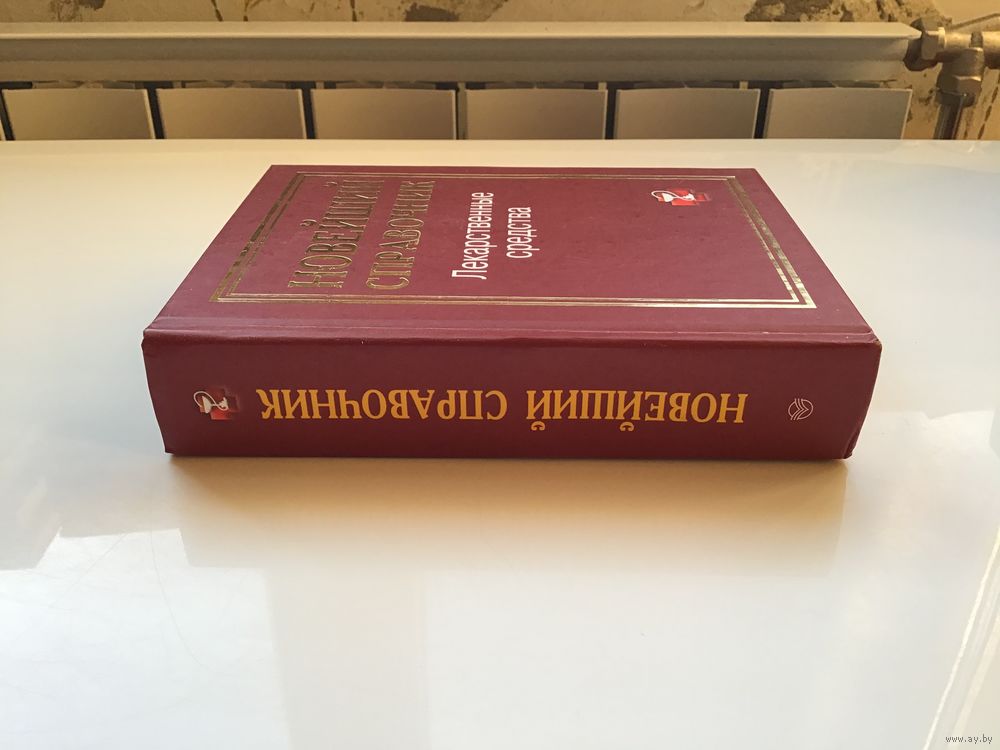 НОВЕЙШИЙ
СПРАВОЧНИК
Лекарственные
средства
НОВЕЙШИЙ СПРАВОЧНИК
www.ay.by